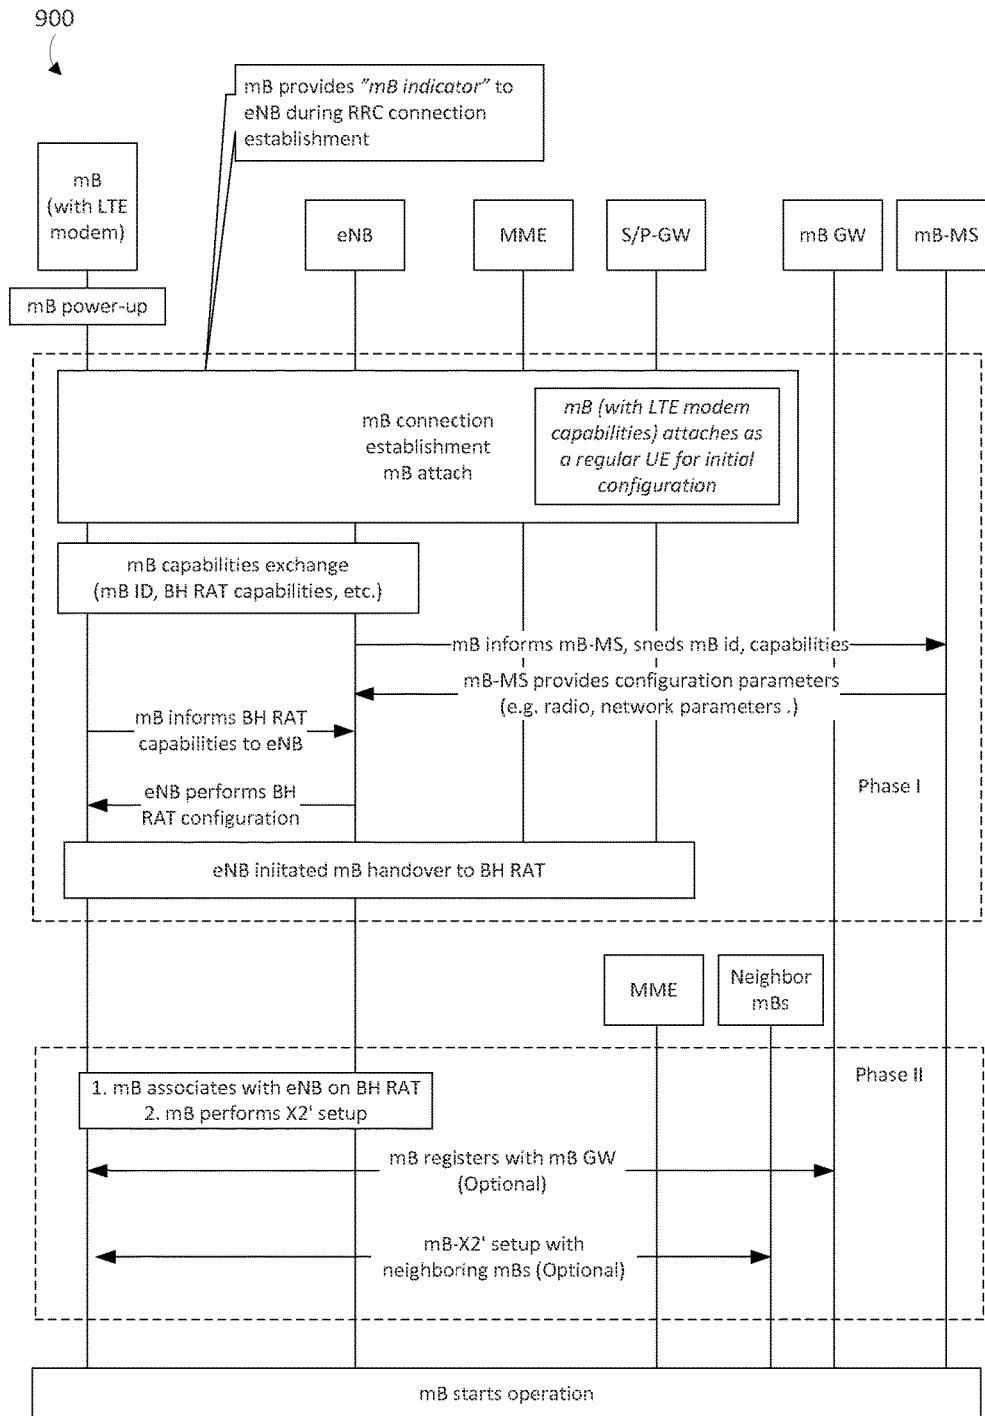 900
mB provides "mB indicator" to
eNB during RRC connection
establishment
mB
(with LTE
modem)
eNB
MME
S/P-GW
mB GW
mB-MS
mB power-up
mB connection
establishment
mB attach
mB (with LTE modem
capabilities) attaches as
a regular UE for initial
configuration
mB capabilities exchange
(mB ID, BH RAT capabilities, etc.)
mB informs mB-MS, sneds mB id, capabilities
mB-MS provides configuration parameters
(e.g. radio, network parameters .)
mB informs BH RAT
capabilities to eNB
Phase I
eNB performs BH
RAT configuration
eNB iniitated mB handover to BH RAT
MME
Neighbor
mBs
Phase II
1. mB associates with eNB on BH RAT
2. mB performs X2' setup
mB registers with mB GW
(Optional)
mB-X2' setup with
neighboring mBs (Optional)
mB starts operation